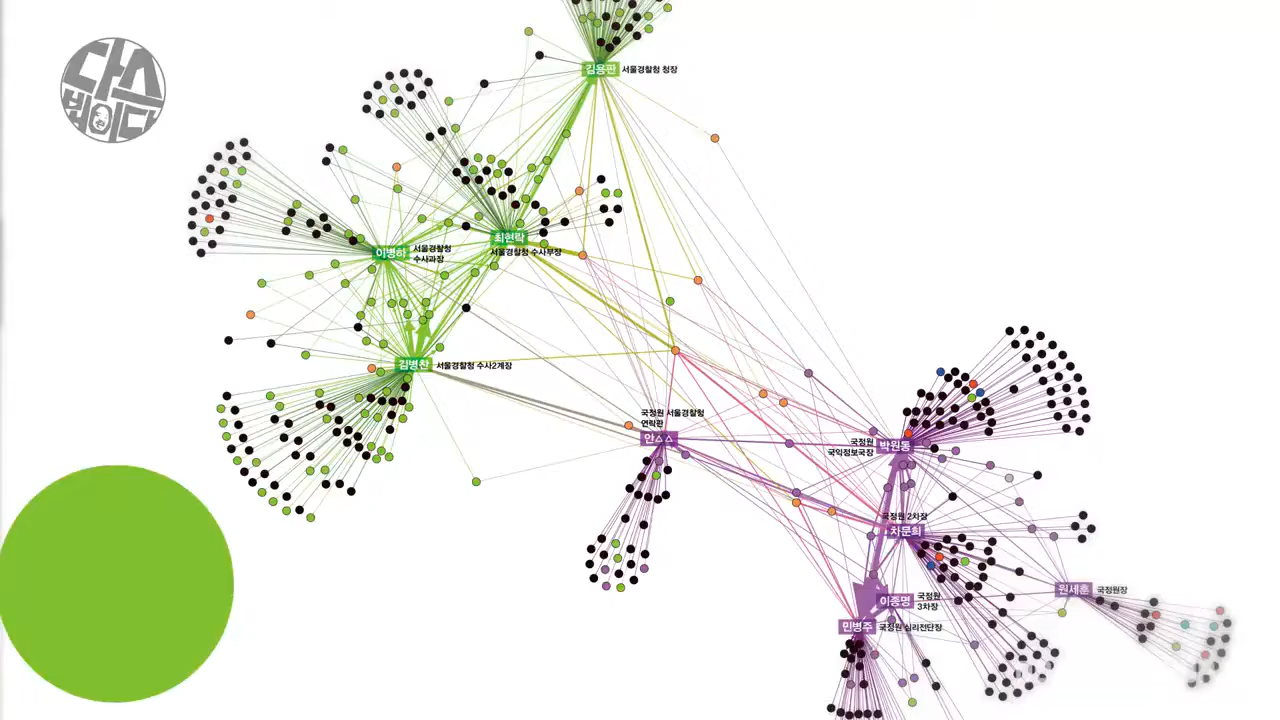 다스
뵈이다
김용판 서울경찰청 청장
최현락
서울경찰청 수사부장
이병하 서울경찰청
수사과장
김병찬 서울경찰청 수사2계장
국정원 서울경찰청
연락관
안△△
국정원
국익정보국장
박원동
국정원 2차장
차문희
원세훈 국정원장
이종명 국정원
3차장
민병주 국정원 심리전단장